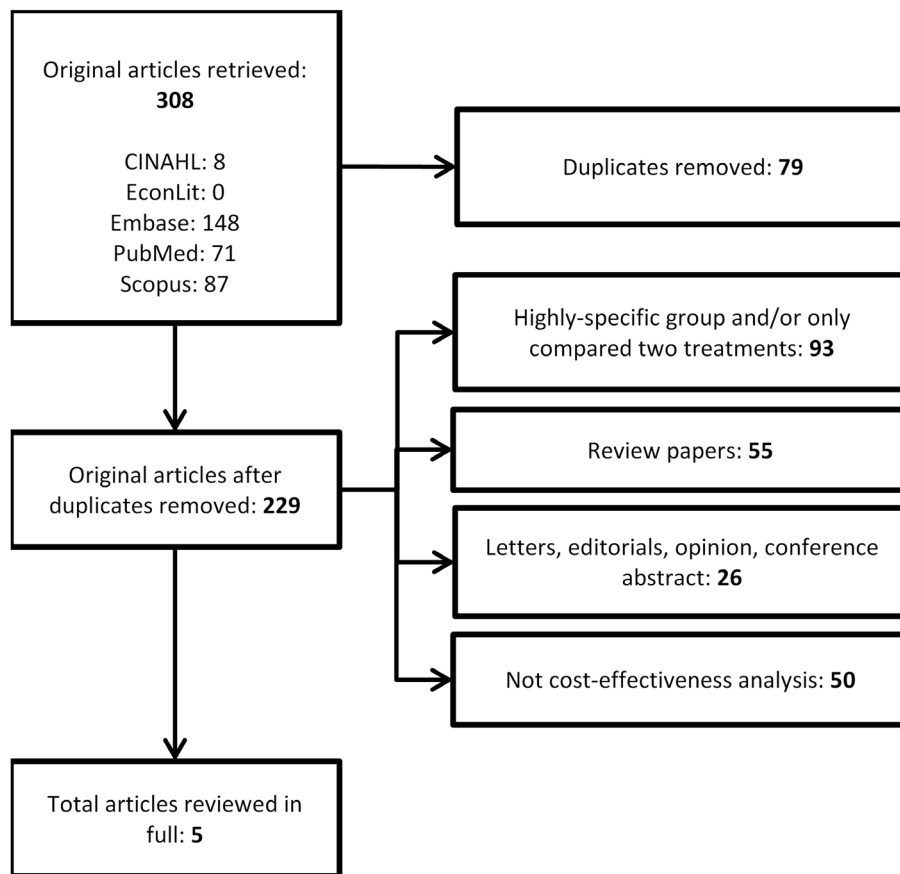 Original articles retrieved:
308
CINAHL: 8
EconLit: 0
Embase: 148
PubMed: 71
Scopus: 87
Duplicates removed: 79
Highly-specific group and/or only
compared two treatments: 93
Review papers: 55
Original articles after
duplicates removed: 229
Letters, editorials, opinion, conference
abstract: 26
Not cost-effectiveness analysis: 50
Total articles reviewed in
full: 5